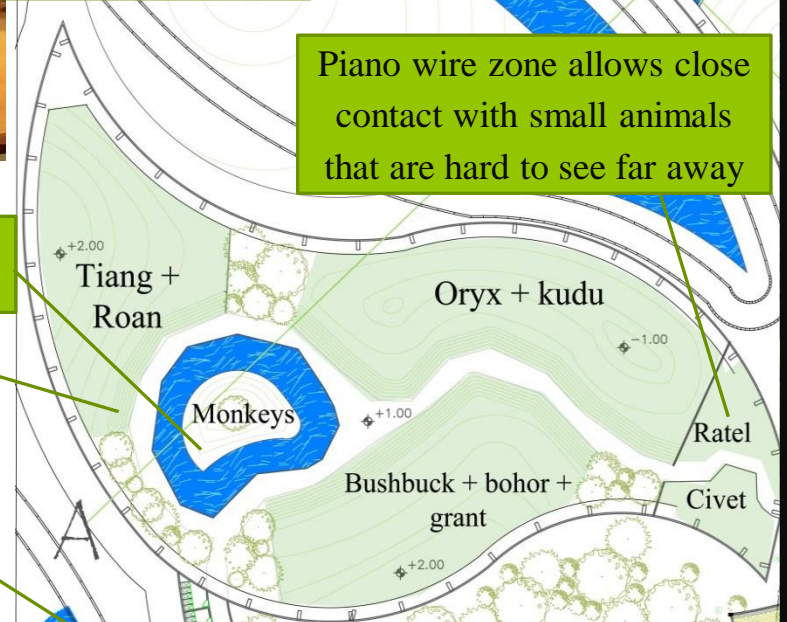 Piano wire zone allows close
contact with small animals
that are hard to see far away
+2.00
Tiang +
Roan
Oryx + kudu
−1.00
Monkeys
+1.00
Ratel
Bushbuck + bohor +
grant
Civet
A
+2.00